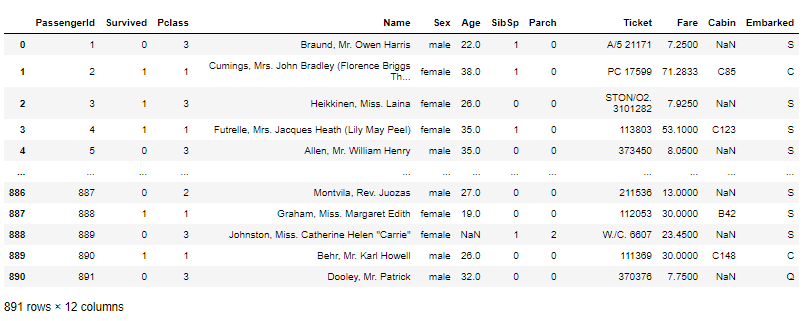 PassengerId Survived Pclass Name Sex Age SibSp Parch Ticket Fare Cabin Embarked
0 1 0 3 Braund, Mr. Owen Harris male 22.0 1 0 A/5 21171 7.2500 NaN S
1 2 1 1 Cumings, Mrs. John Bradley (Florence Briggs Th... female 38.0 1 0 PC 17599 71.2833 C85 C
2 3 1 3 Heikkinen, Miss. Laina female 26.0 0 0 STON/O2. 3101282 7.9250 NaN S
3 4 1 1 Futrelle, Mrs. Jacques Heath (Lily May Peel) female 35.0 1 0 113803 53.1000 C123 S
4 5 0 3 Allen, Mr. William Henry male 35.0 0 0 373450 8.0500 NaN S
... ... ... ... ... ... ... ... ... ... ... ... ...
886 887 0 2 Montvila, Rev. Juozas male 27.0 0 0 211536 13.0000 NaN S
887 888 1 1 Graham, Miss. Margaret Edith female 19.0 0 0 112053 30.0000 B42 S
888 889 0 3 Johnston, Miss. Catherine Helen "Carrie" female NaN 1 2 W./C. 6607 23.4500 NaN S
889 890 1 1 Behr, Mr. Karl Howell male 26.0 0 0 111369 30.0000 C148 C
890 891 0 3 Dooley, Mr. Patrick male 32.0 0 0 370376 7.7500 NaN Q
891 rows × 12 columns